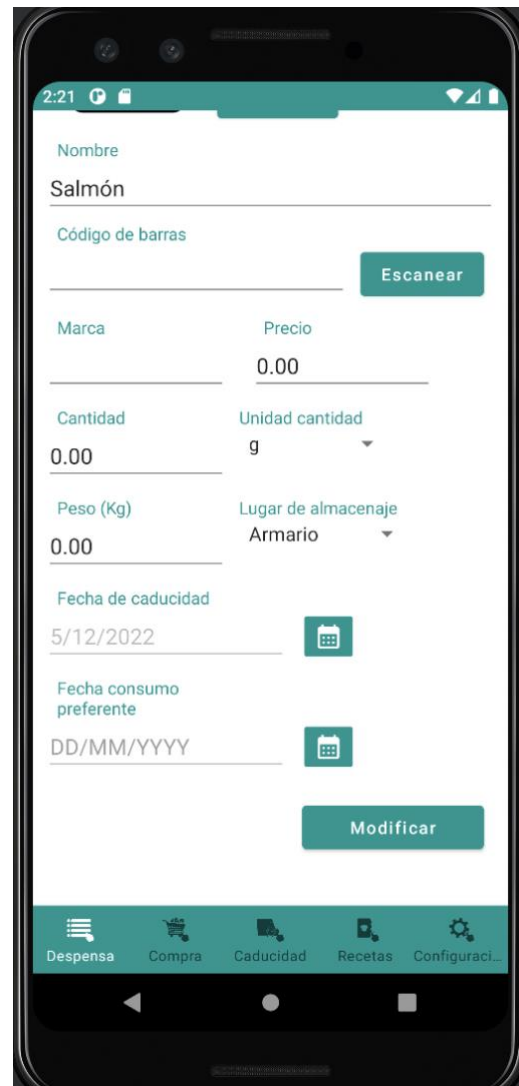 2:21
Nombre
Salmón
Código de barras
Escanear
Marca Precio
0.00
Cantidad Unidad cantidad
0.00 g
Peso (Kg) Lugar de almacenaje
0.00 Armario
Fecha de caducidad
5/12/2022
Fecha consumo
preferente
DD/MM/YYYY
Modificar
Despensa Compra Caducidad Recetas Configuraci...